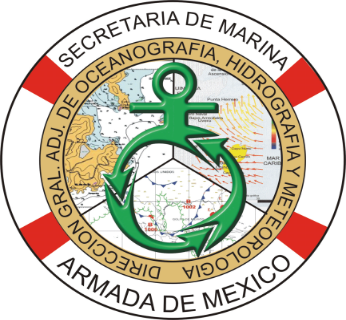 SECRETARIA DE MARINA
DIRECCION GRAL. ADJ. DE OCEANOGRAFIA, HIDROGRAFIA Y METEOROLOGIA
ARMADA DE MEXICO